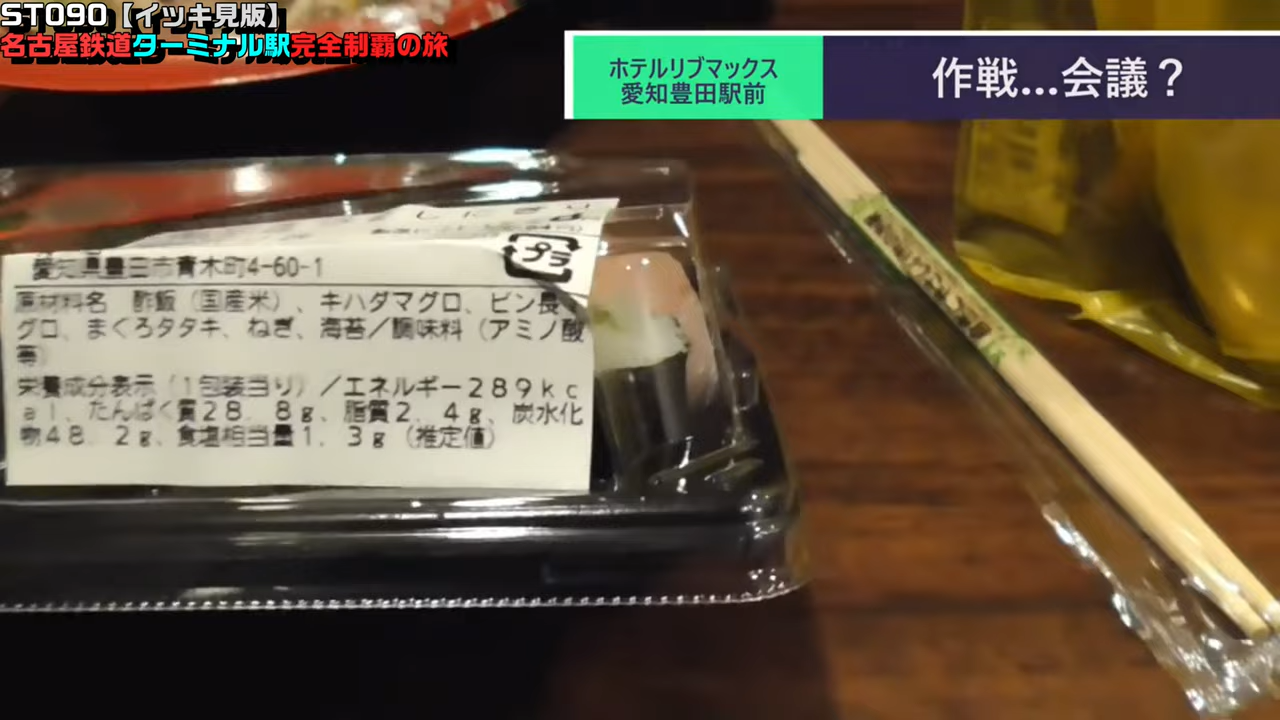 ST090【イッキ見版】
名古屋鉄道ターミナル駅完全制覇の旅
ホテルリブマックス
愛知豊田駅前
作戦…会議？
プラ
愛知県豊田市青木町4-60-1
原材料名　酢飯（国産米）、キハダマグロ、ビン長マ
グロ、まぐろタタキ、ねぎ、海苔／調味料（アミノ酸
等）
栄養成分表示（1包装当り）／エネルギー289kc
al、たんぱく質28.8g、脂質2.4g、炭水化
物48.2g、食塩相当量1.3g（推定値）